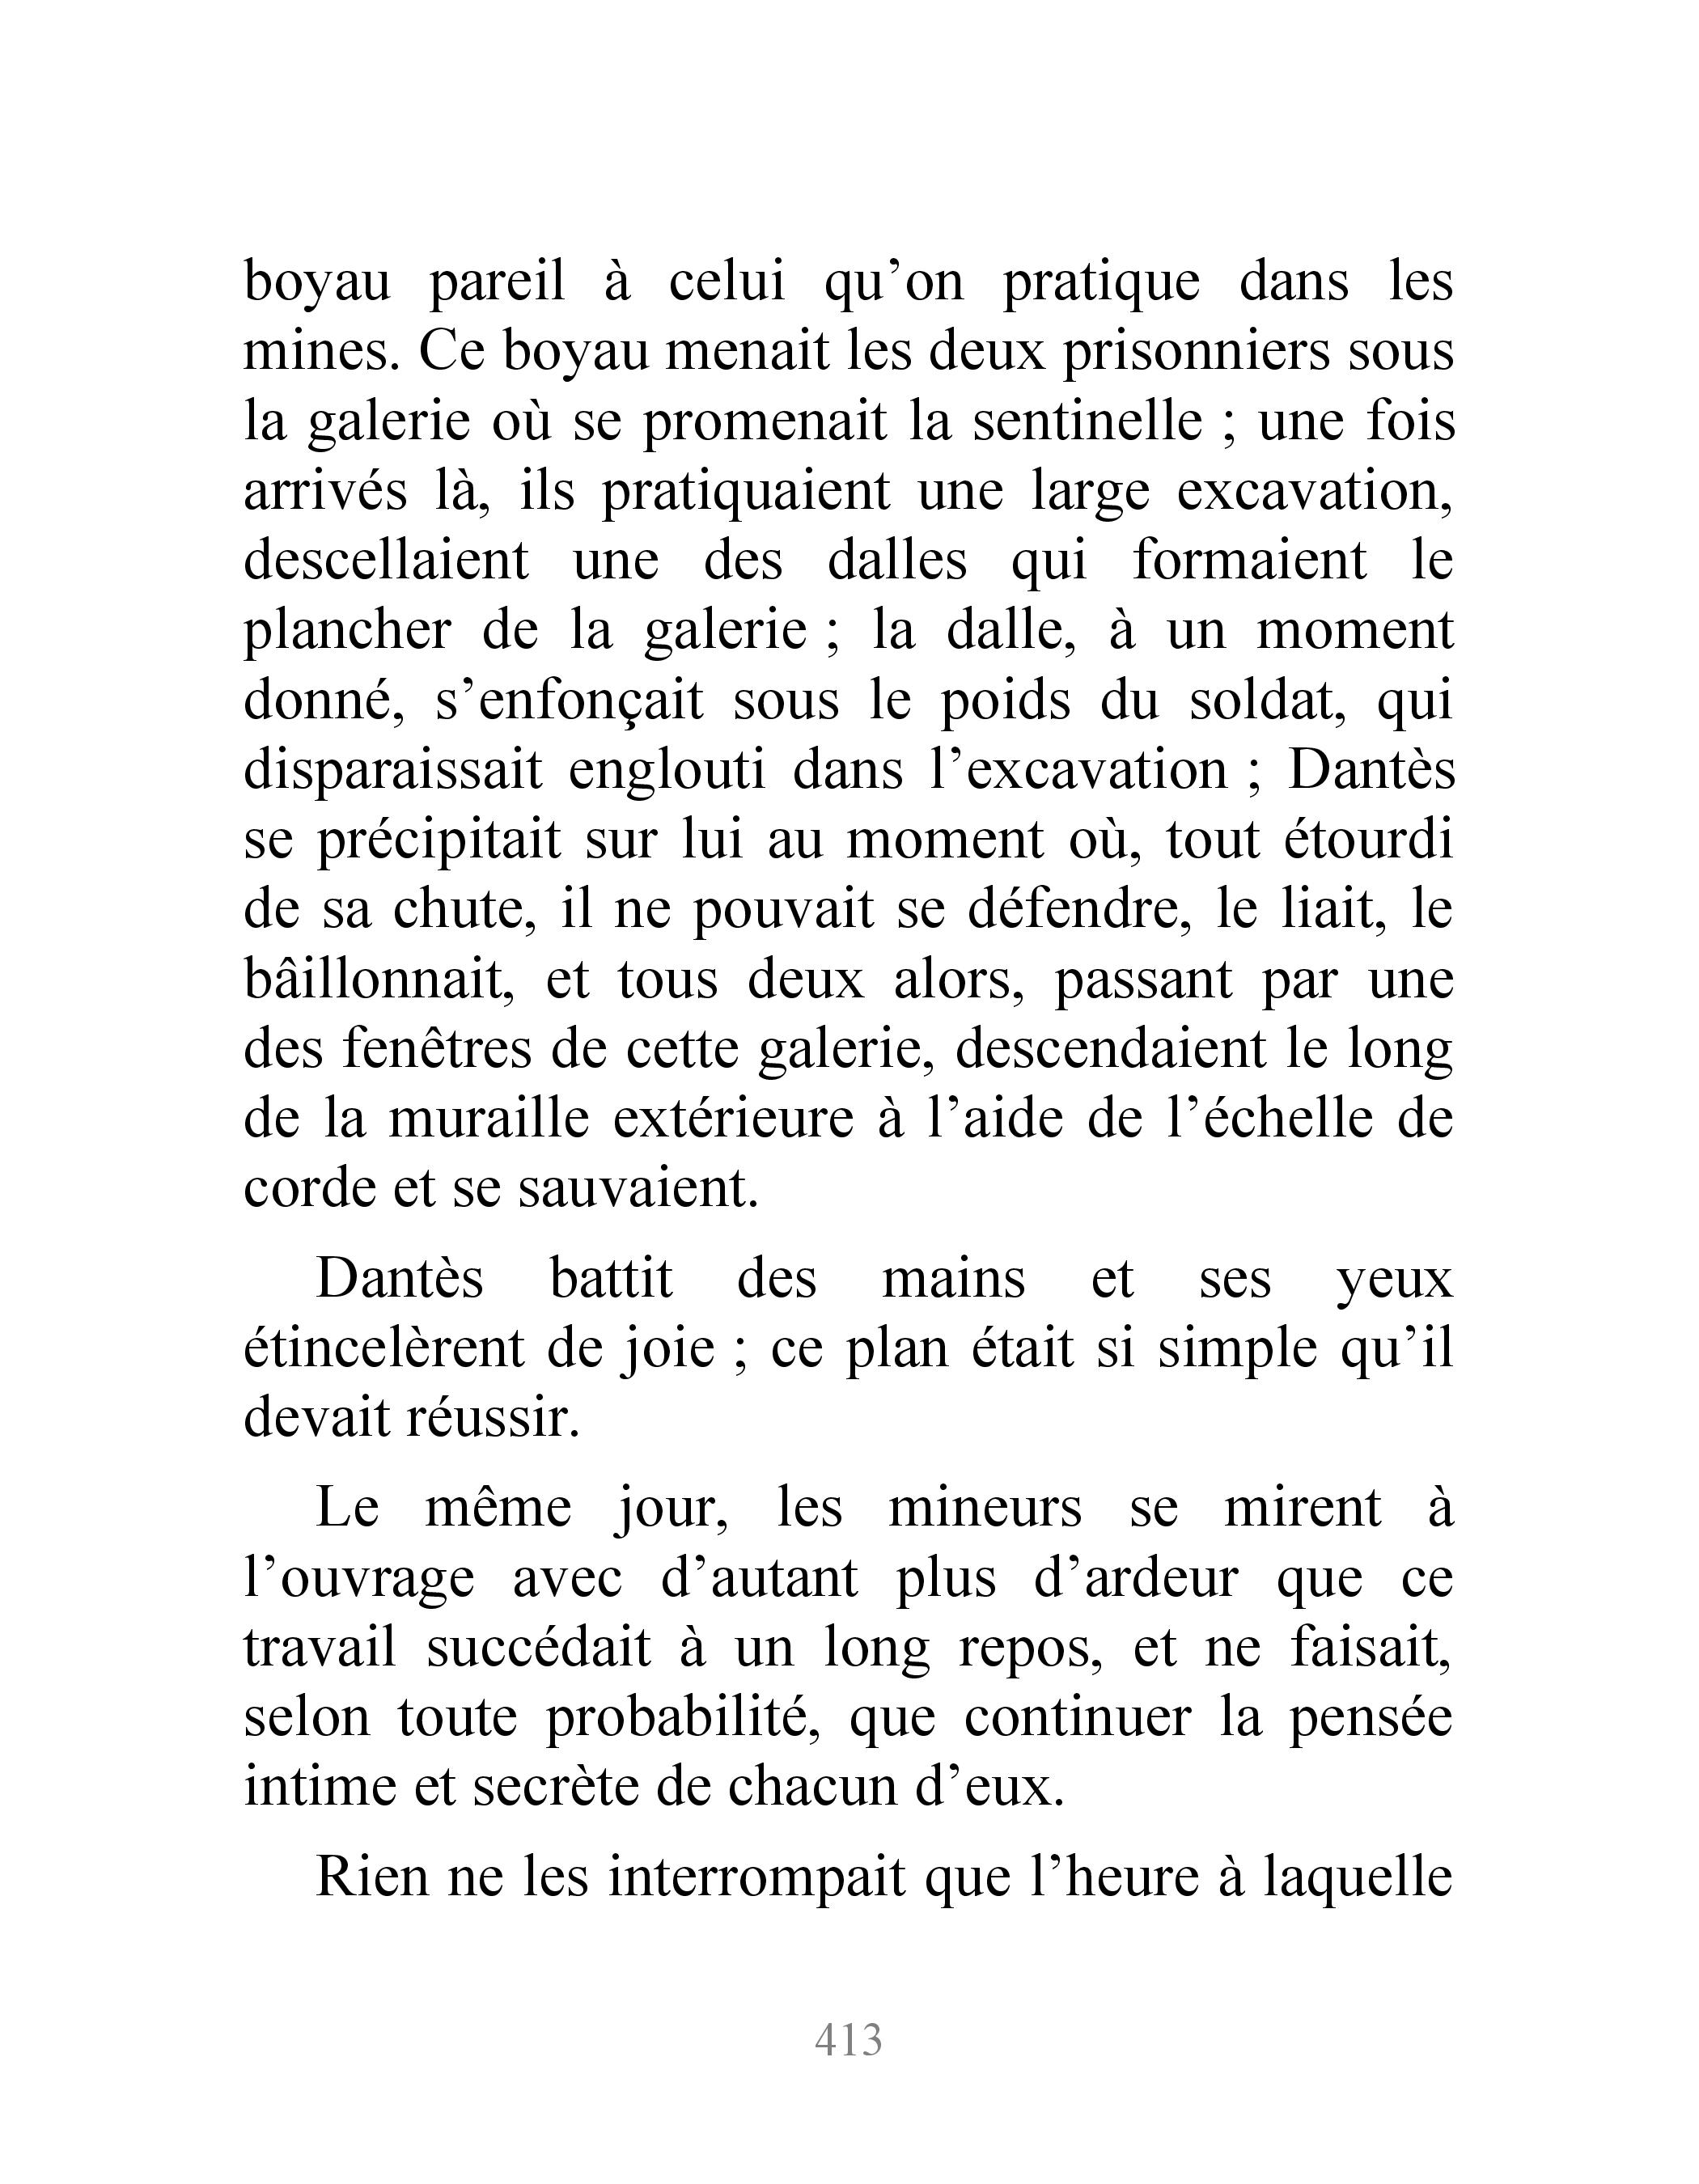 boyau pareil à celui qu’on pratique dans les
mines. Ce boyau menait les deux prisonniers sous
la galerie où se promenait la sentinelle ; une fois
arrivés là, ils pratiquaient une large excavation,
descellaient une des dalles qui formaient le
plancher de la galerie ; la dalle, à un moment
donné, s’enfonçait sous le poids du soldat, qui
disparaissait englouti dans l’excavation ; Dantès
se précipitait sur lui au moment où, tout étourdi
de sa chute, il ne pouvait se défendre, le liait, le
bâillonnait, et tous deux alors, passant par une
des fenêtres de cette galerie, descendaient le long
de la muraille extérieure à l’aide de l’échelle de
corde et se sauvaient.
Dantès battit des mains et ses yeux
étincelèrent de joie ; ce plan était si simple qu’il
devait réussir.
Le même jour, les mineurs se mirent à
l’ouvrage avec d’autant plus d’ardeur que ce
travail succédait à un long repos, et ne faisait,
selon toute probabilité, que continuer la pensée
intime et secrète de chacun d’eux.
Rien ne les interrompait que l’heure à laquelle
413